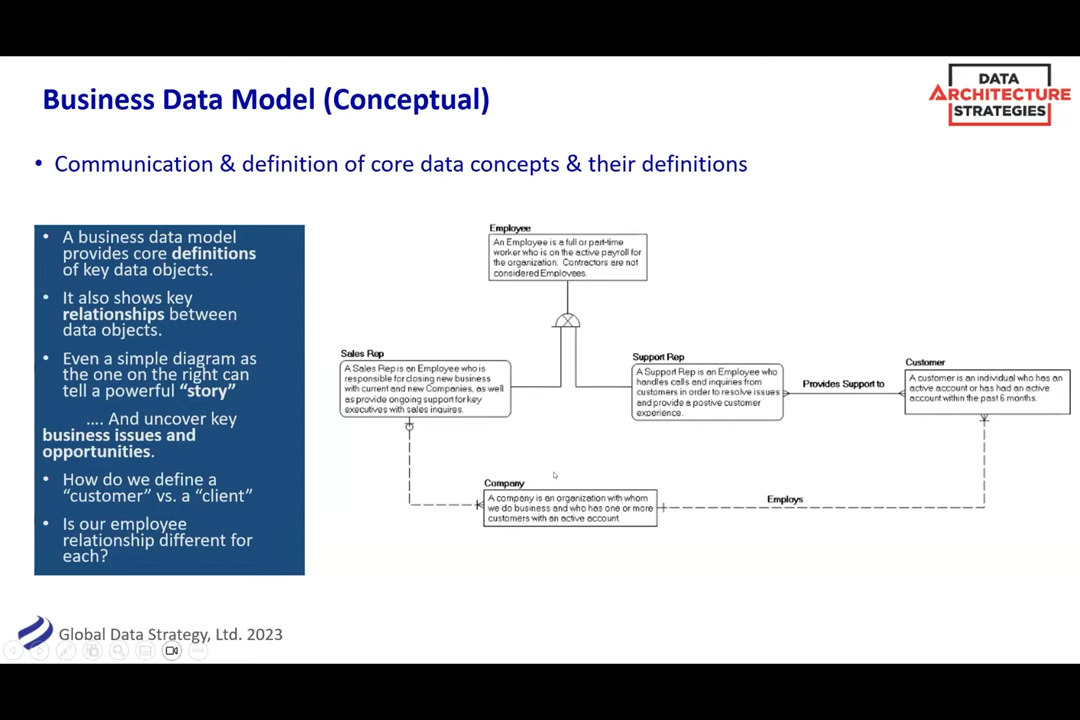 Business Data Model (Conceptual)
DATA
ARCHITECTURE
STRATEGIES
• Communication & definition of core data concepts & their definitions
• A business data model
provides core definitions
of key data objects.
• It also shows key
relationships between
data objects.
• Even a simple diagram as
the one on the right can
tell a powerful “story”
.... And uncover key
business issues and
opportunities.
• How do we define a
“customer” vs. a “client”
• Is our employee
relationship different for
each?
Employee
An Employee is a full or part-time
worker who is on the active payroll for
the organization. Contractors are not
considered Employees.
Sales Rep
A Sales Rep is an Employee who is
responsible for closing new business
with current and new Companies, as well
as provide ongoing support for key
executives with sales inquires.
Support Rep
A Support Rep is an Employee who
handles calls and inquiries from
customers in order to resolve issues
and provide a postive customer
experience.
Provides Support to
Customer
A customer is an individual who has an
active account or has had an active
account within the past 6 months.
Company
A company is an organization with whom
we do business and who has one or more
customers with an active account.
Employs
Global Data Strategy, Ltd. 2023